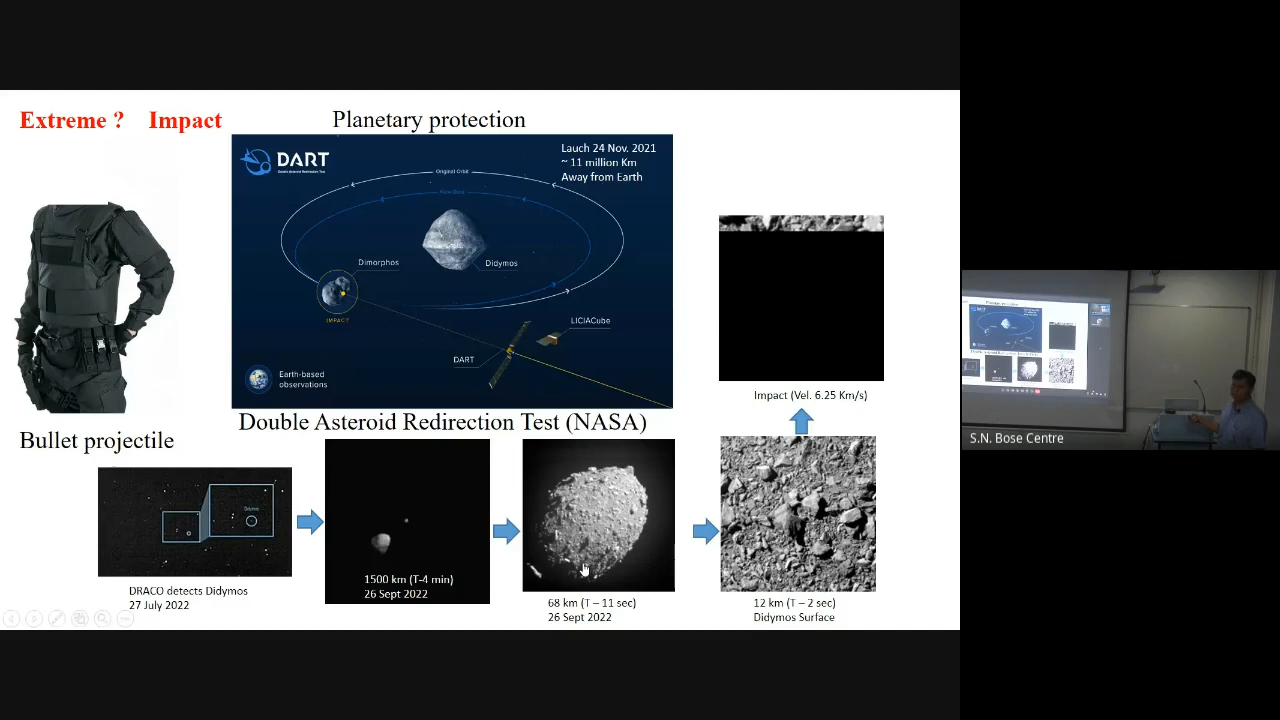 Extreme ? Impact
Planetary protection
DART
Double Asteroid Redirection Test
Lauch 24 Nov. 2021
~ 11 million Km
Away from Earth
Original Orbit
Dimorphos
Didymos
IMPACT
LICIACube
DART
Earth-based
observations
Impact (Vel. 6.25 Km/s)
Double Asteroid Redirection Test (NASA)
Bullet projectile
Didymos
DRACO detects Didymos
27 July 2022
1500 km (T-4 min)
26 Sept 2022
68 km (T – 11 sec)
26 Sept 2022
12 km (T – 2 sec)
Didymos Surface
S.N. Bose Centre